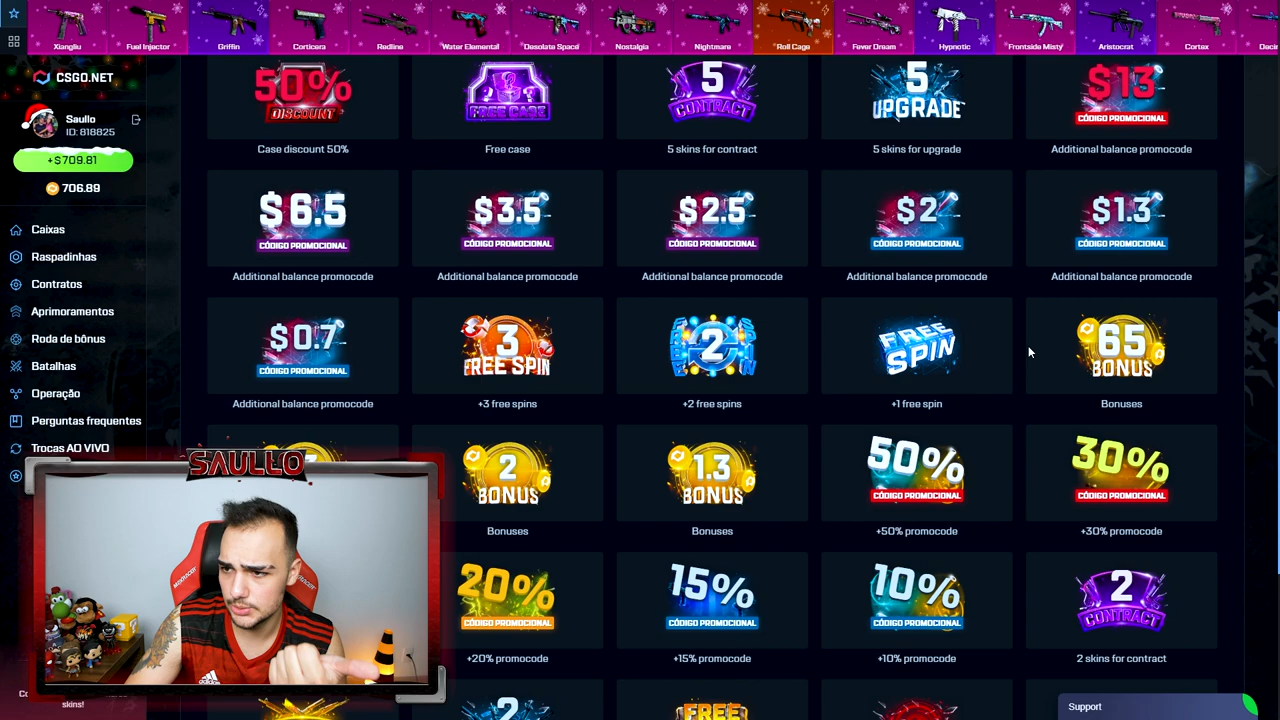 Xiangliu
Fuel Injector
Griffin
Corticera
Redline
Water Elemental
Desolate Space
Nostalgia
Nightmare
Roll Cage
Fever Dream
Hypnotic
Frontside Misty
Aristocrat
Cortex
CSGO.NET
Saullo
ID: 818825
+$709.81
706.89
Caixas
Raspadinhas
Contratos
Aprimoramentos
Roda de bônus
Batalhas
Operação
Perguntas frequentes
Trocas AO VIVO
skins!
50%
DISCOUNT
Case discount 50%
FREE CASE
Free case
5
CONTRACT
5 skins for contract
5
UPGRADE
5 skins for upgrade
$13
CÓDIGO PROMOCIONAL
Additional balance promocode
$6.5
CÓDIGO PROMOCIONAL
Additional balance promocode
$3.5
CÓDIGO PROMOCIONAL
Additional balance promocode
$2.5
CÓDIGO PROMOCIONAL
Additional balance promocode
$2
CÓDIGO PROMOCIONAL
Additional balance promocode
$1.3
CÓDIGO PROMOCIONAL
Additional balance promocode
$0.7
CÓDIGO PROMOCIONAL
Additional balance promocode
3
FREE SPIN
+3 free spins
2
+2 free spins
FREE
SPIN
+1 free spin
65
BONUS
Bonuses
2
BONUS
Bonuses
1.3
BONUS
Bonuses
50%
CÓDIGO PROMOCIONAL
+50% promocode
30%
CÓDIGO PROMOCIONAL
+30% promocode
20%
CÓDIGO PROMOCIONAL
+20% promocode
15%
CÓDIGO PROMOCIONAL
+15% promocode
10%
CÓDIGO PROMOCIONAL
+10% promocode
2
CONTRACT
2 skins for contract
2
FREE
Support
SAULLO
adidas